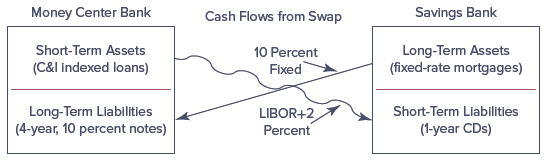 Money Center Bank
Cash Flows from Swap
Savings Bank
Short-Term Assets
(C&I indexed loans)
Long-Term Liabilities
(4-year, 10 percent notes)
10 Percent
Fixed
LIBOR+2
Percent
Long-Term Assets
(fixed-rate mortgages)
Short-Term Liabilities
(1-year CDs)